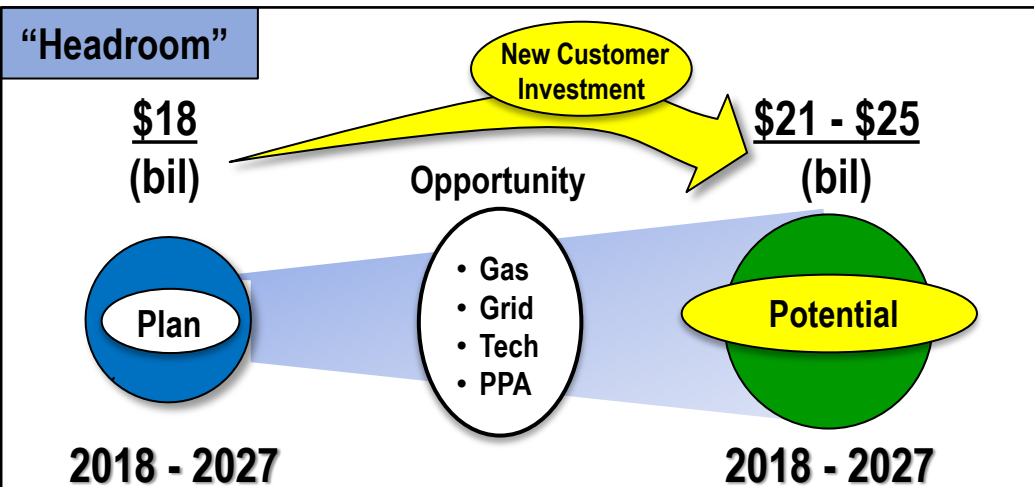 “Headroom”
New Customer
Investment
$18
(bil)
$21 - $25
(bil)
Opportunity
• Gas
• Grid
• Tech
• PPA
Plan
Potential
2018 - 2027
2018 - 2027